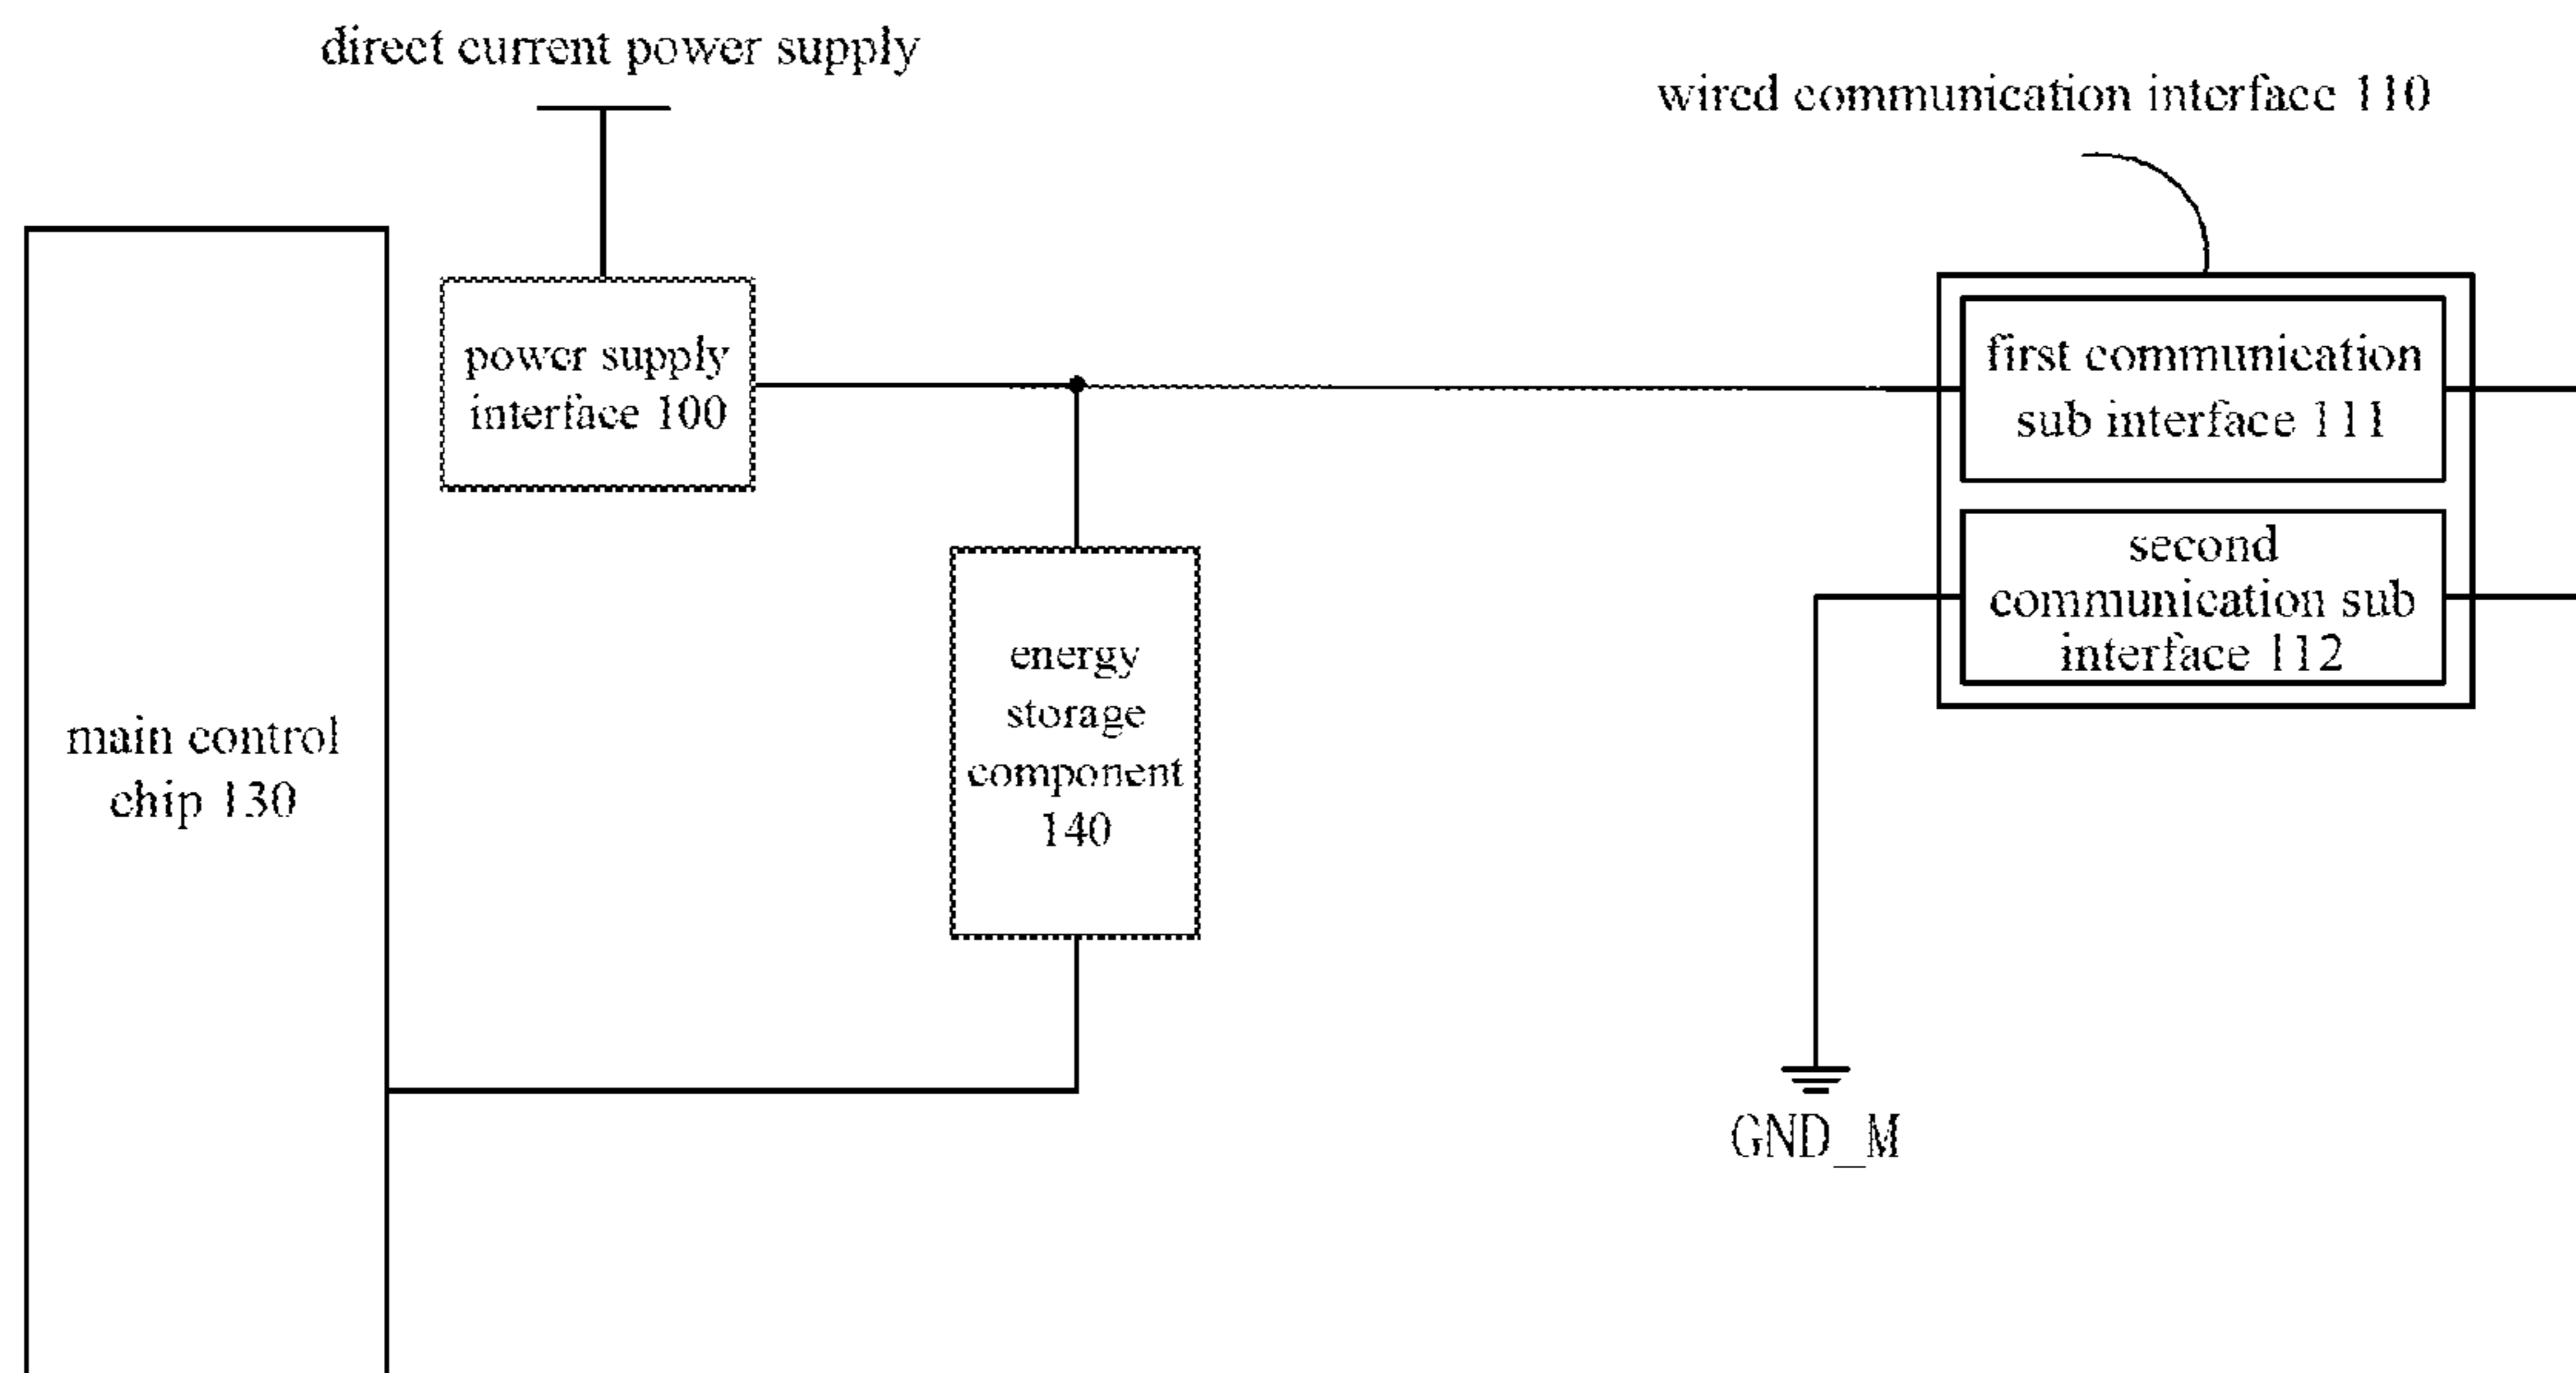 direct current power supply
wired communication interface 110
power supply
interface 100
first communication
sub interface 111
second
communication sub
interface 112
energy
storage
component
140
main control
chip 130
GND_M